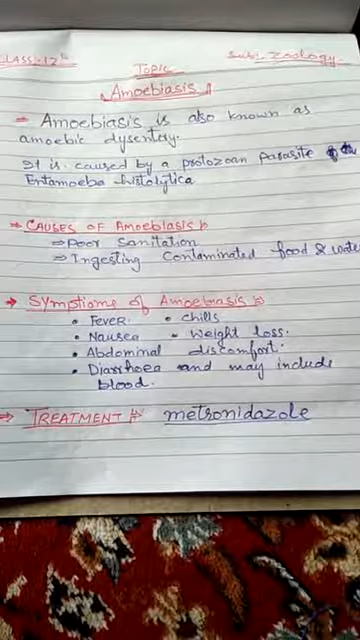 CLASS-12th Sub:. Zoology.
TOPIC
Amoebiasis
→ Amoebiasis is also known as
amoebic dysentery.
It is caused by a protozoan parasite
Entamoeba histolytica
→ CAUSES OF AMOEBIASIS
⇒ Poor Sanitation
⇒ Ingesting Contaminated food & water
→ Symptioms of Amoebiasis
• Fever. • chills
• Nausea • Weight loss.
• Abdominal discomfort.
• Diarrhoea and may include
blood.
⇒ TREATMENT metronidazole